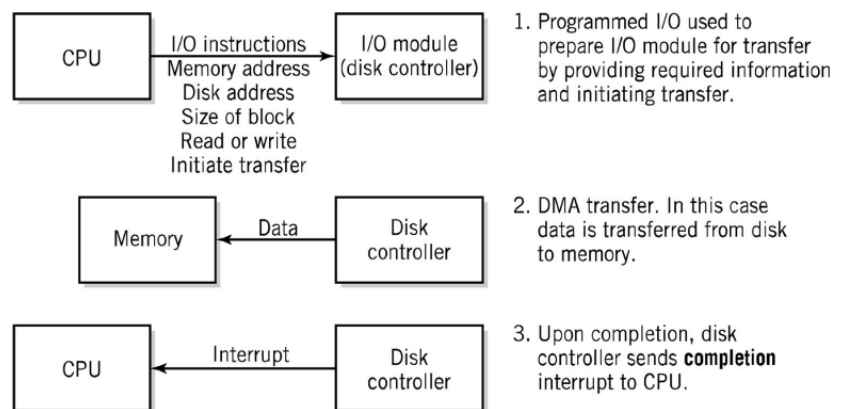 CPU
I/O instructions
Memory address
Disk address
Size of block
Read or write
Initiate transfer
I/O module
(disk controller)
1. Programmed I/O used to
prepare I/O module for transfer
by providing required information
and initiating transfer.
Memory
Data
Disk
controller
2. DMA transfer. In this case
data is transferred from disk
to memory.
CPU
Interrupt
Disk
controller
3. Upon completion, disk
controller sends completion
interrupt to CPU.